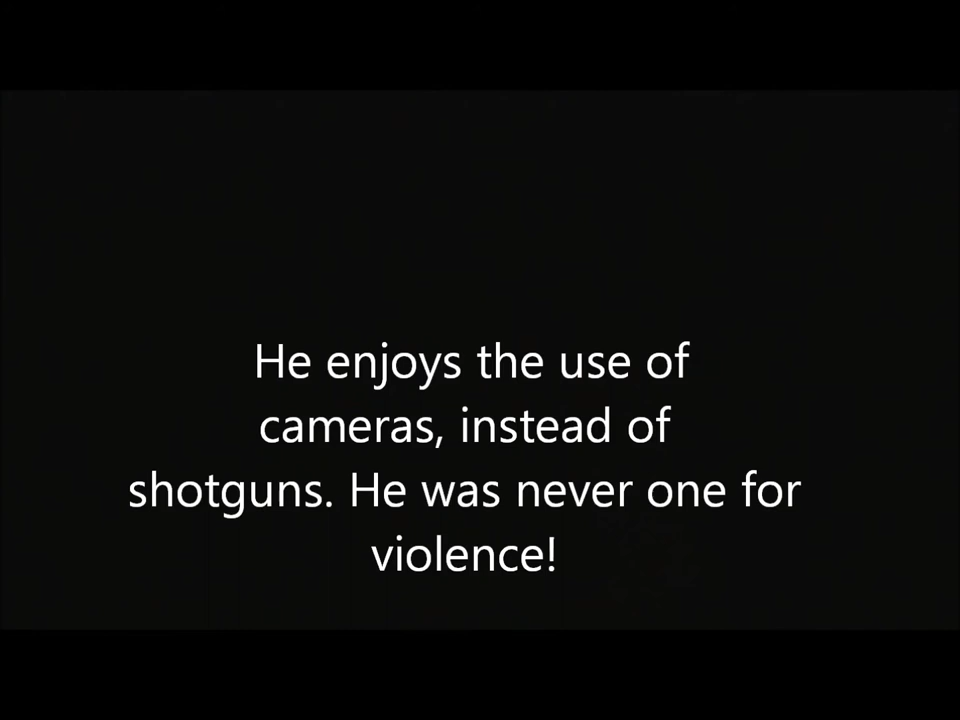 He enjoys the use of
cameras, instead of
shotguns. He was never one for
violence!